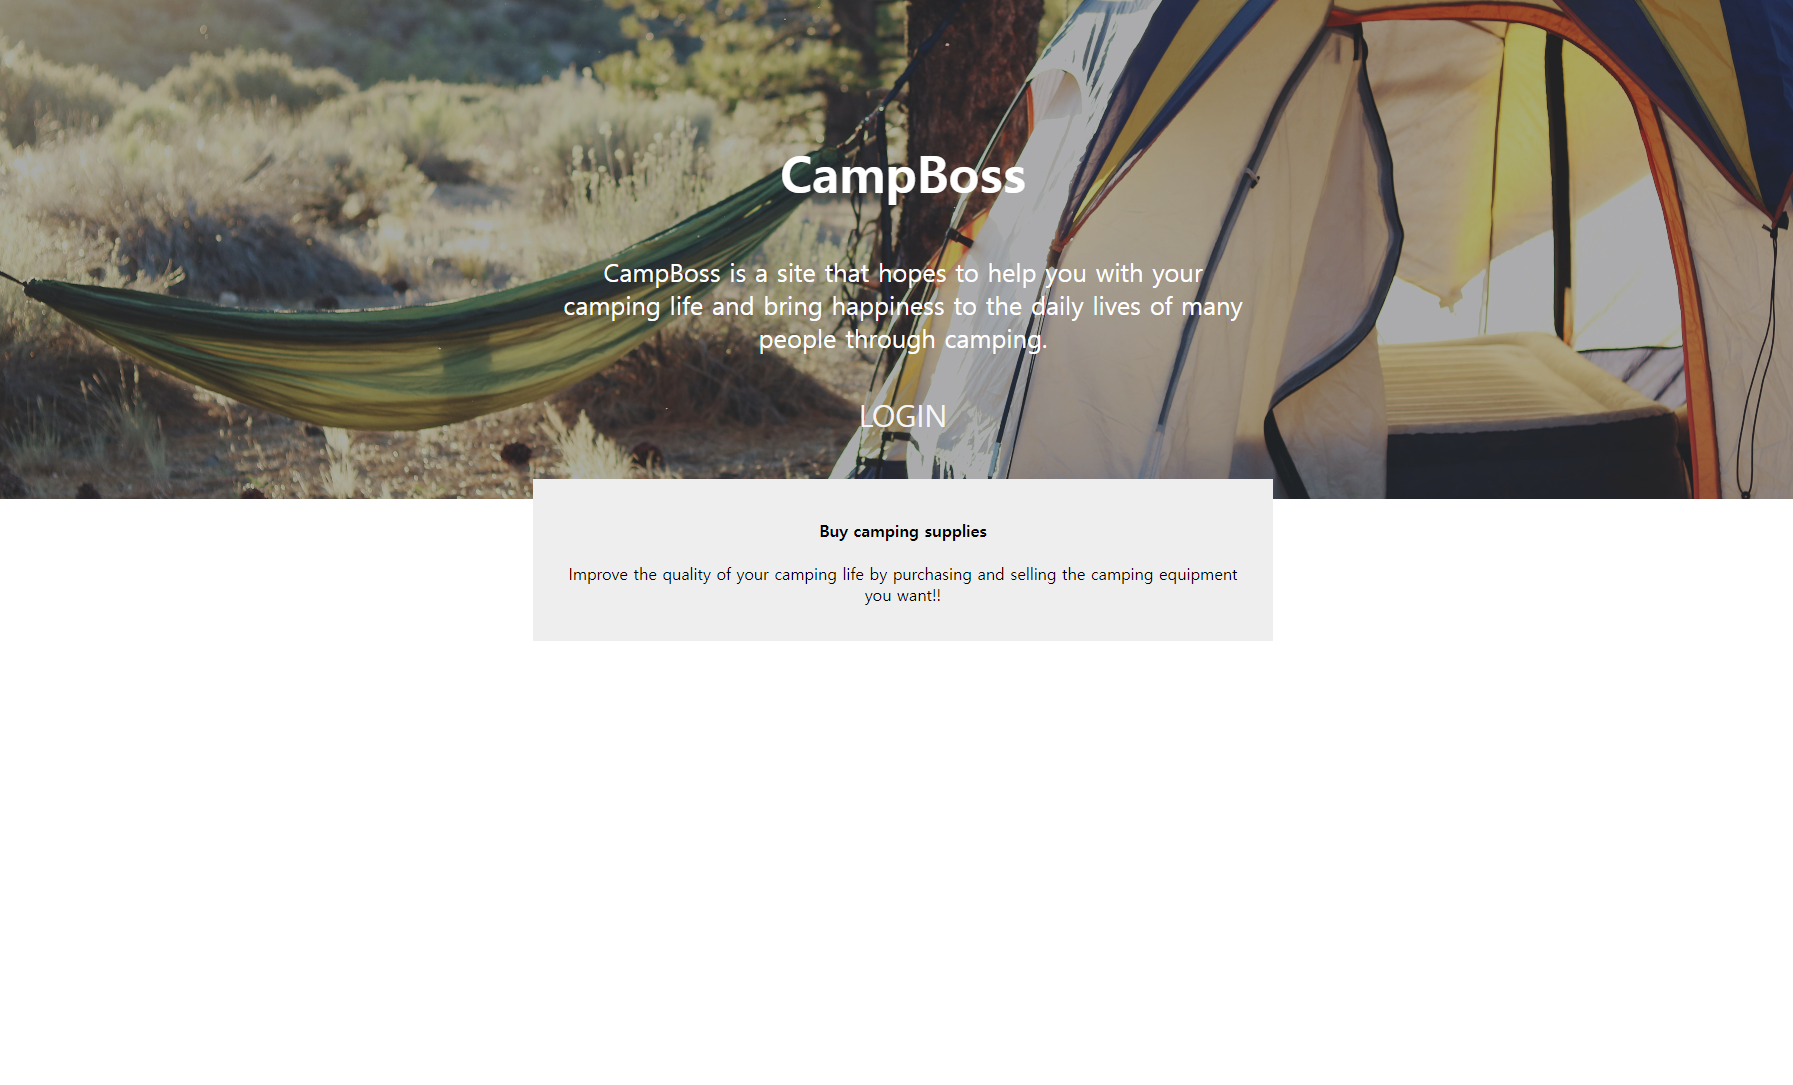 CampBoss
CampBoss is a site that hopes to help you with your
camping life and bring happiness to the daily lives of many
people through camping.
LOGIN
Buy camping supplies
Improve the quality of your camping life by purchasing and selling the camping equipment
you want!!